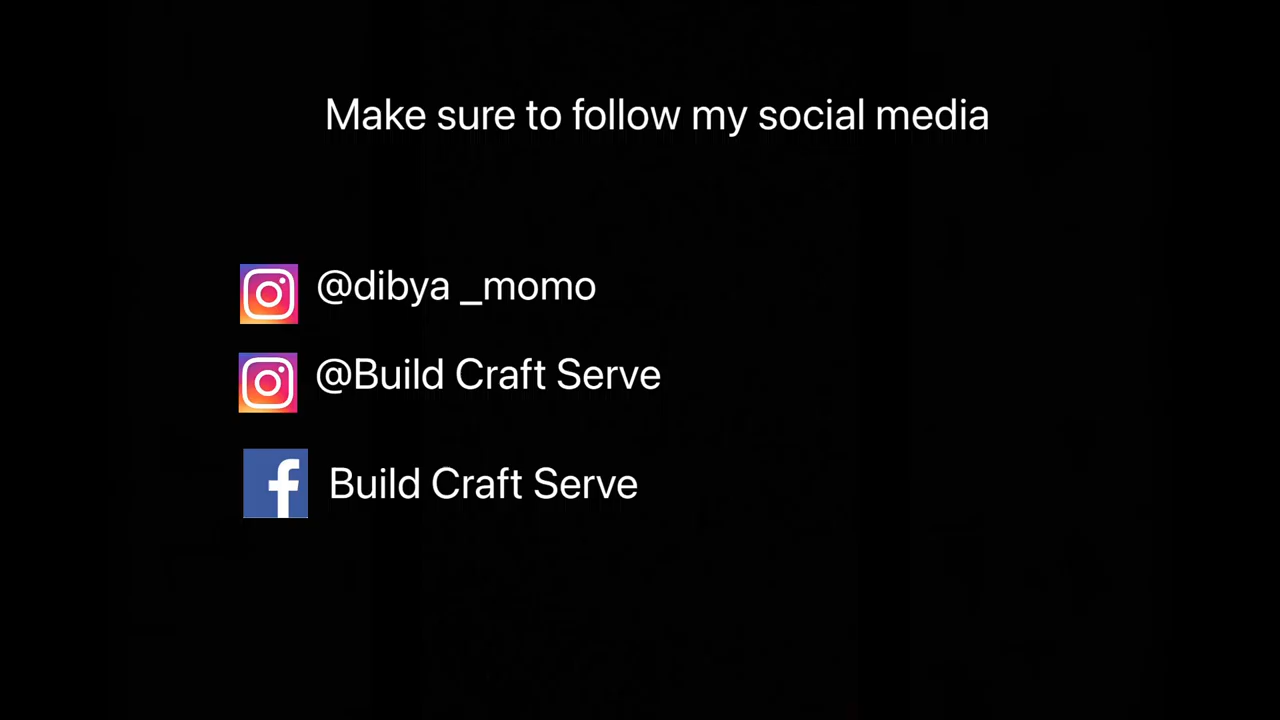 Make sure to follow my social media
@dibya _momo
@Build Craft Serve
Build Craft Serve